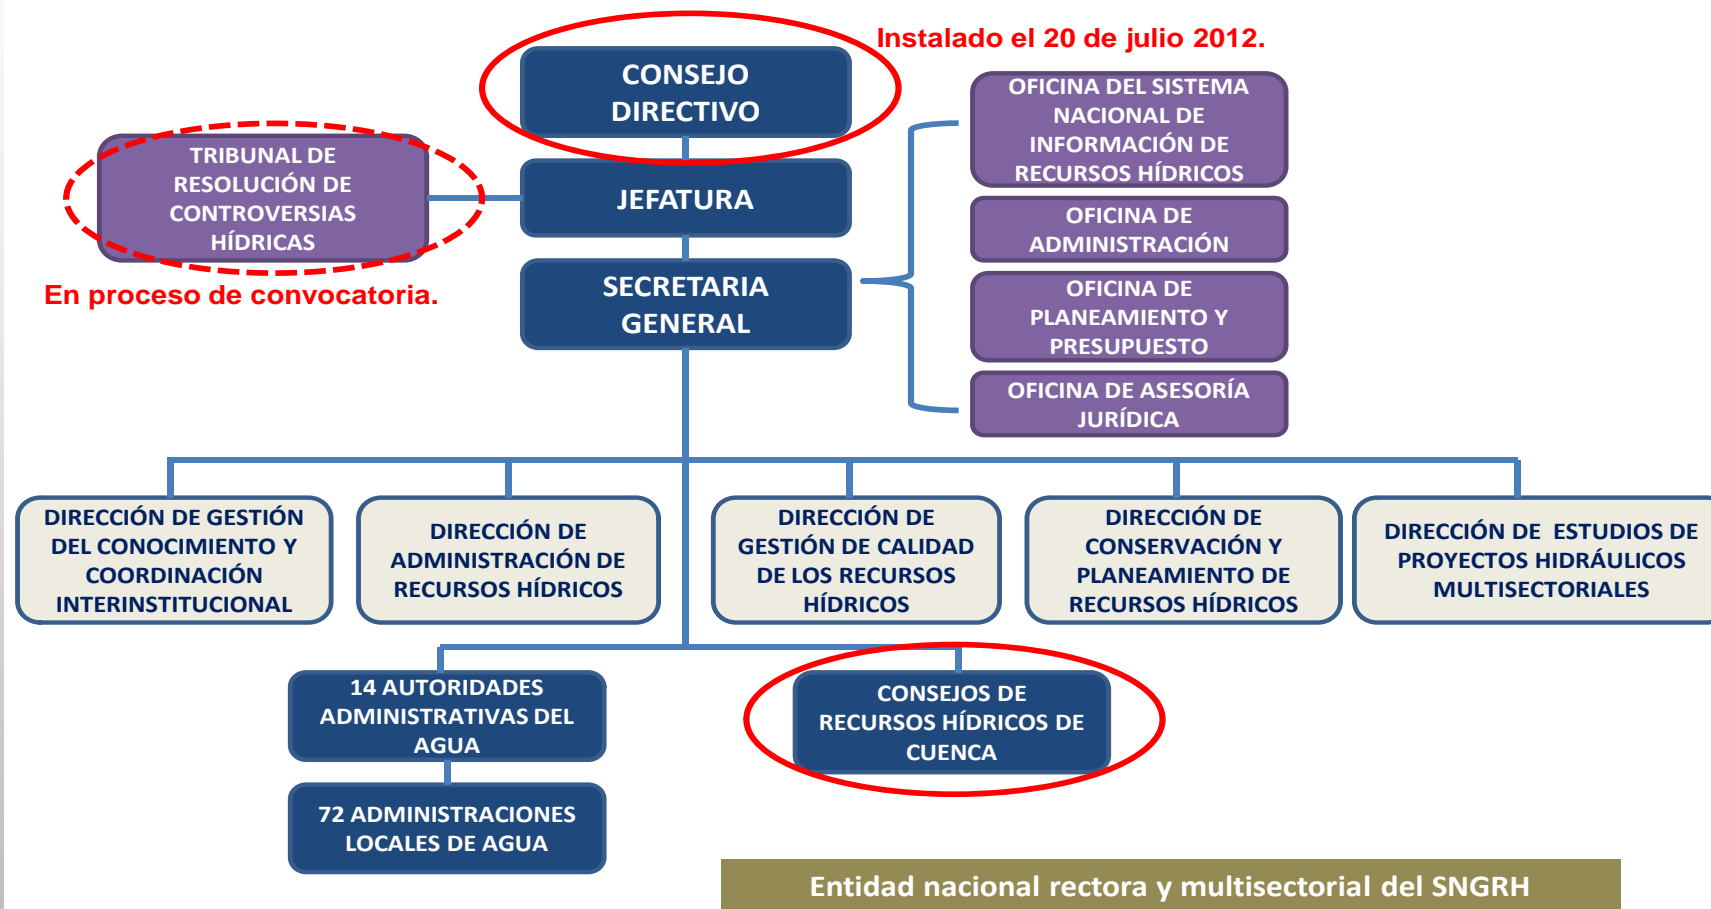 Instalado el 20 de julio 2012.
CONSEJO
DIRECTIVO
OFICINA DEL SISTEMA
NACIONAL DE
INFORMACIÓN DE
RECURSOS HÍDRICOS
TRIBUNAL DE
RESOLUCIÓN DE
CONTROVERSIAS
HÍDRICAS
JEFATURA
OFICINA DE
ADMINISTRACIÓN
En proceso de convocatoria.
SECRETARIA
GENERAL
OFICINA DE
PLANEAMIENTO Y
PRESUPUESTO
OFICINA DE ASESORÍA
JURÍDICA
DIRECCIÓN DE GESTIÓN
DEL CONOCIMIENTO Y
COORDINACIÓN
INTERINSTITUCIONAL
DIRECCIÓN DE
ADMINISTRACIÓN DE
RECURSOS HÍDRICOS
DIRECCIÓN DE
GESTIÓN DE CALIDAD
DE LOS RECURSOS
HÍDRICOS
DIRECCIÓN DE
CONSERVACIÓN Y
PLANEAMIENTO DE
RECURSOS HÍDRICOS
DIRECCIÓN DE ESTUDIOS DE
PROYECTOS HIDRÁULICOS
MULTISECTORIALES
14 AUTORIDADES
ADMINISTRATIVAS DEL
AGUA
CONSEJOS DE
RECURSOS HÍDRICOS DE
CUENCA
72 ADMINISTRACIONES
LOCALES DE AGUA
Entidad nacional rectora y multisectorial del SNGRH